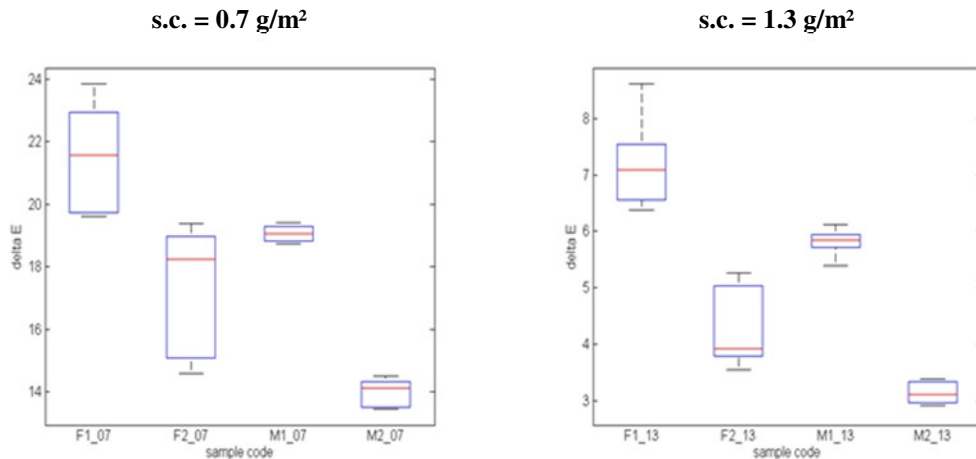 s.c. = 0.7 g/m²
24
22
20
18
16
14
delta E
F1_07 F2_07 M1_07 M2_07
sample code
s.c. = 1.3 g/m²
8
7
6
5
4
3
delta E
F1_13 F2_13 M1_13 M2_13
sample code